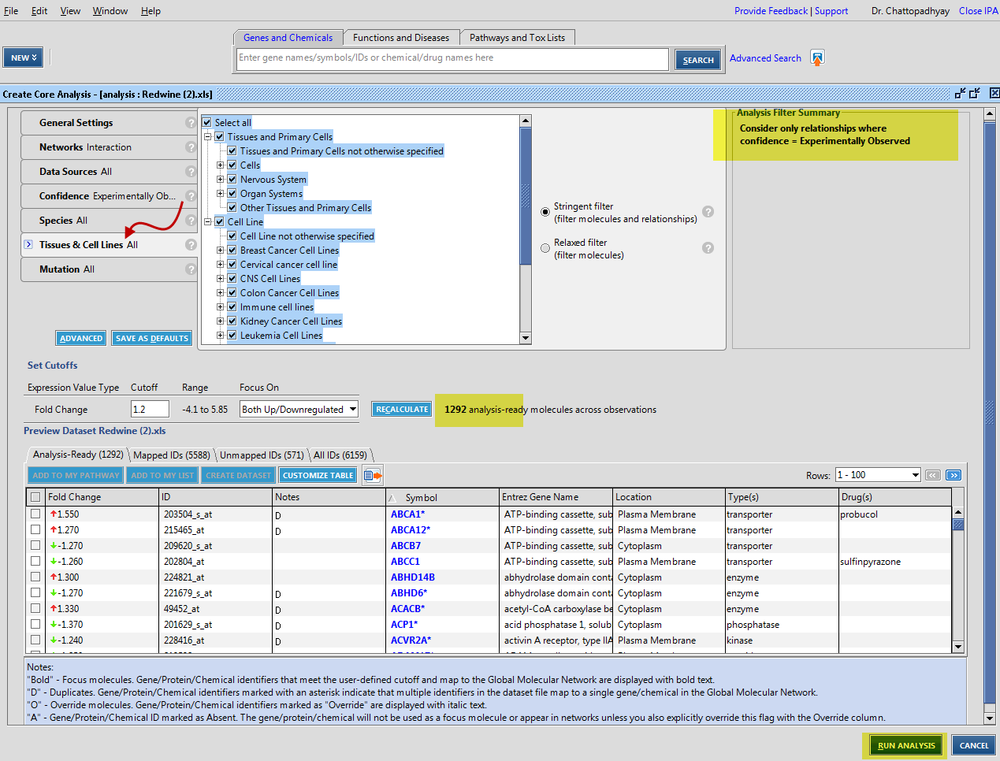 File Edit View Window Help Provide Feedback | Support Dr. Chattopadhyay Close IPA
Genes and Chemicals Functions and Diseases Pathways and Tox Lists
NEW Enter gene names/symbols/IDs or chemical/drug names here SEARCH Advanced Search
Create Core Analysis - [analysis : Redwine (2).xls]
General Settings ?
Networks Interaction ?
Data Sources All ?
Confidence Experimentally Ob... ?
Species All ?
Tissues & Cell Lines All ?
Mutation All ?
ADVANCED SAVE AS DEFAULTS
Select all
Tissues and Primary Cells
Tissues and Primary Cells not otherwise specified
Cells
Nervous System
Organ Systems
Other Tissues and Primary Cells
Cell Line
Cell Line not otherwise specified
Breast Cancer Cell Lines
Cervical cancer cell line
CNS Cell Lines
Colon Cancer Cell Lines
Immune cell lines
Kidney Cancer Cell Lines
Leukemia Cell Lines
Stringent filter
(filter molecules and relationships) ?
Relaxed filter
(filter molecules) ?
Analysis Filter Summary
Consider only relationships where
confidence = Experimentally Observed
Set Cutoffs
Expression Value Type Cutoff Range Focus On
Fold Change 1.2 -4.1 to 5.85 Both Up/Downregulated RECALCULATE 1292 analysis-ready molecules across observations
Preview Dataset Redwine (2).xls
Analysis-Ready (1292) Mapped IDs (5588) Unmapped IDs (571) All IDs (6159)
ADD TO MY PATHWAY ADD TO MY LIST CREATE DATASET CUSTOMIZE TABLE Rows: 1 - 100 << >>
Fold Change ID Notes Symbol Entrez Gene Name Location Type(s) Drug(s)
1.550 203504_s_at D ABCA1* ATP-binding cassette, sub Plasma Membrane transporter probucol
1.270 215465_at D ABCA12* ATP-binding cassette, sub Plasma Membrane transporter
-1.270 209620_s_at ABCB7 ATP-binding cassette, sub Cytoplasm transporter
-1.260 202804_at ABCC1 ATP-binding cassette, sub Plasma Membrane transporter sulfinpyrazone
1.300 224821_at ABHD14B abhydrolase domain conta Cytoplasm enzyme
-1.270 221679_s_at D ABHD6* abhydrolase domain conta Cytoplasm enzyme
1.330 49452_at D ACACB* acetyl-CoA carboxylase be Cytoplasm enzyme
-1.370 201629_s_at D ACP1* acid phosphatase 1, solub Cytoplasm phosphatase
-1.240 228416_at D ACVR2A* activin A receptor, type IIA Plasma Membrane kinase
Notes:
"Bold" - Focus molecules. Gene/Protein/Chemical identifiers that meet the user-defined cutoff and map to the Global Molecular Network are displayed with bold text.
"D" - Duplicates. Gene/Protein/Chemical identifiers marked with an asterisk indicate that multiple identifiers in the dataset file map to a single gene/chemical in the Global Molecular Network.
"O" - Override molecules. Gene/Protein/Chemical identifiers marked as "Override" are displayed with italic text.
"A" - Gene/Protein/Chemical ID marked as Absent. The gene/protein/chemical will not be used as a focus molecule or appear in networks unless you also explicitly override this flag with the Override column.
RUN ANALYSIS CANCEL